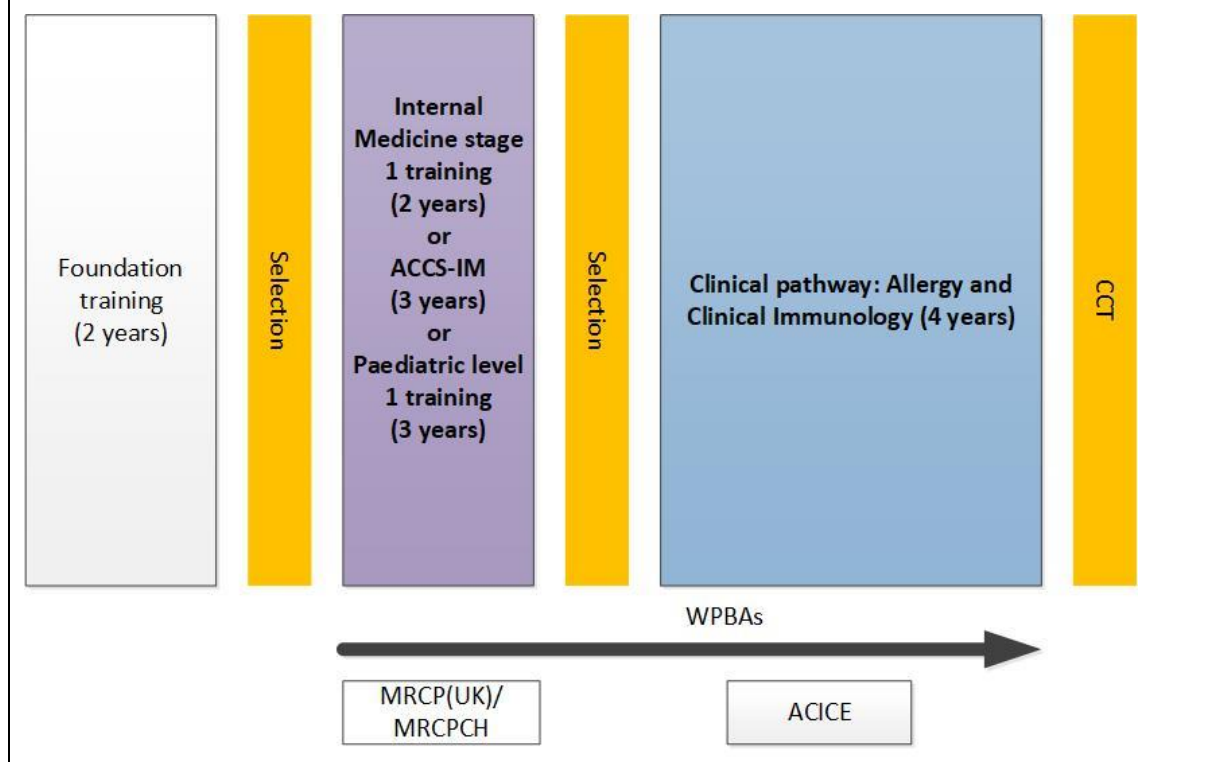 Foundation
training
(2 years)
Selection
Internal
Medicine stage
1 training
(2 years)
or
ACCS-IM
(3 years)
or
Paediatric level
1 training
(3 years)
Selection
Clinical pathway: Allergy and
Clinical Immunology (4 years)
CCT
WPBAs
MRCP(UK)/
MRCPCH
ACICE